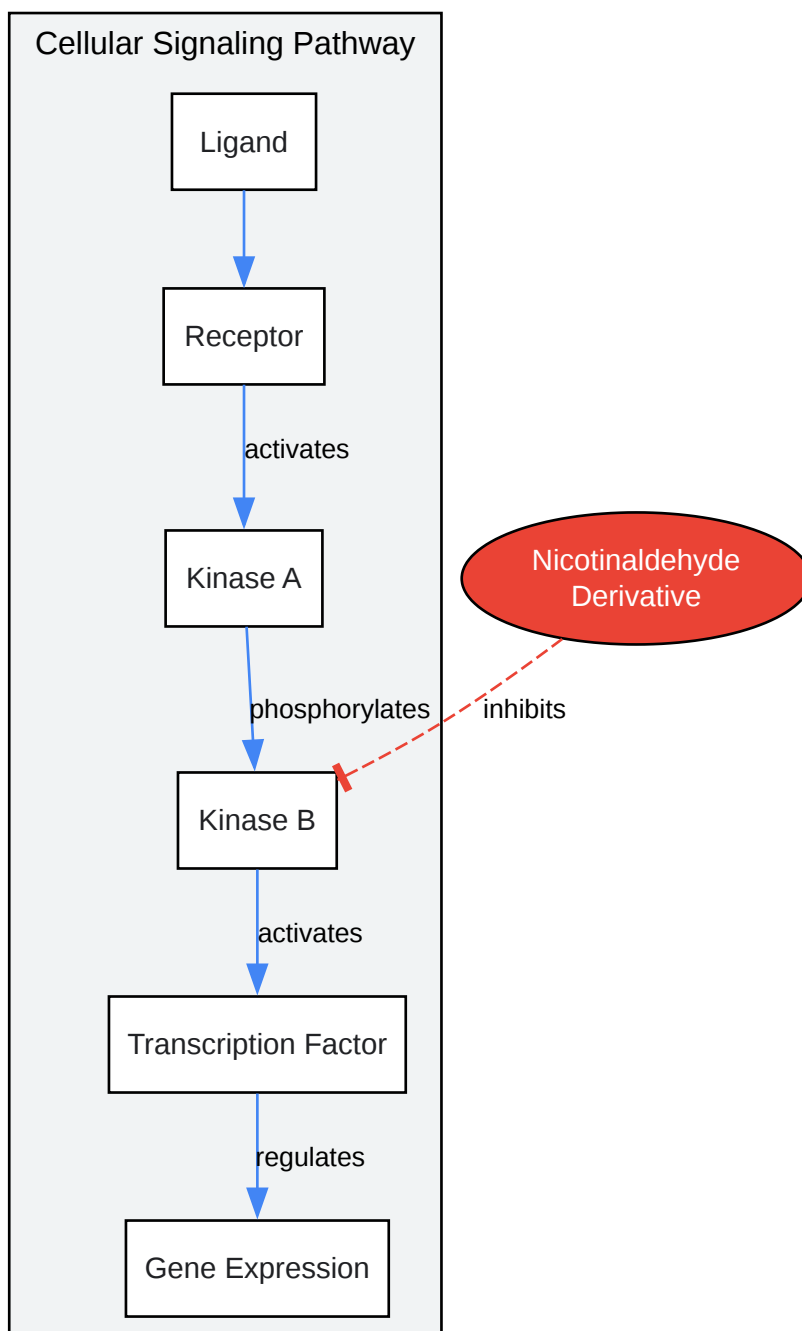 Cellular Signaling Pathway
Ligand
Receptor
activates
Kinase A
Nicotinaldehyde
Derivative
phosphorylates
inhibits
Kinase B
activates
Transcription Factor
regulates
Gene Expression